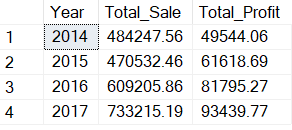 Year Total_Sale Total_Profit
1 2014 484247.56 49544.06
2 2015 470532.46 61618.69
3 2016 609205.86 81795.27
4 2017 733215.19 93439.77